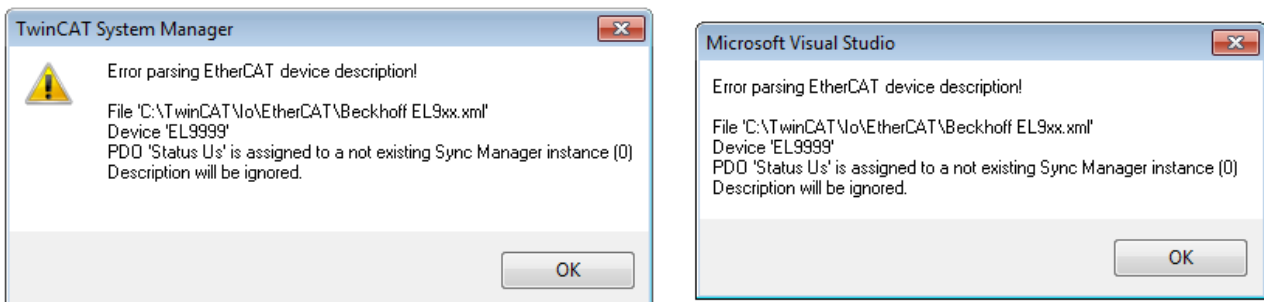 TwinCAT System Manager
Error parsing EtherCAT device description!
File 'C:\TwinCAT\Io\EtherCAT\Beckhoff EL9xx.xml'
Device 'EL9999'
PDO 'Status Us' is assigned to a not existing Sync Manager instance (0)
Description will be ignored.
OK
Microsoft Visual Studio
Error parsing EtherCAT device description!
File 'C:\TwinCAT\Io\EtherCAT\Beckhoff EL9xx.xml'
Device 'EL9999'
PDO 'Status Us' is assigned to a not existing Sync Manager instance (0)
Description will be ignored.
OK